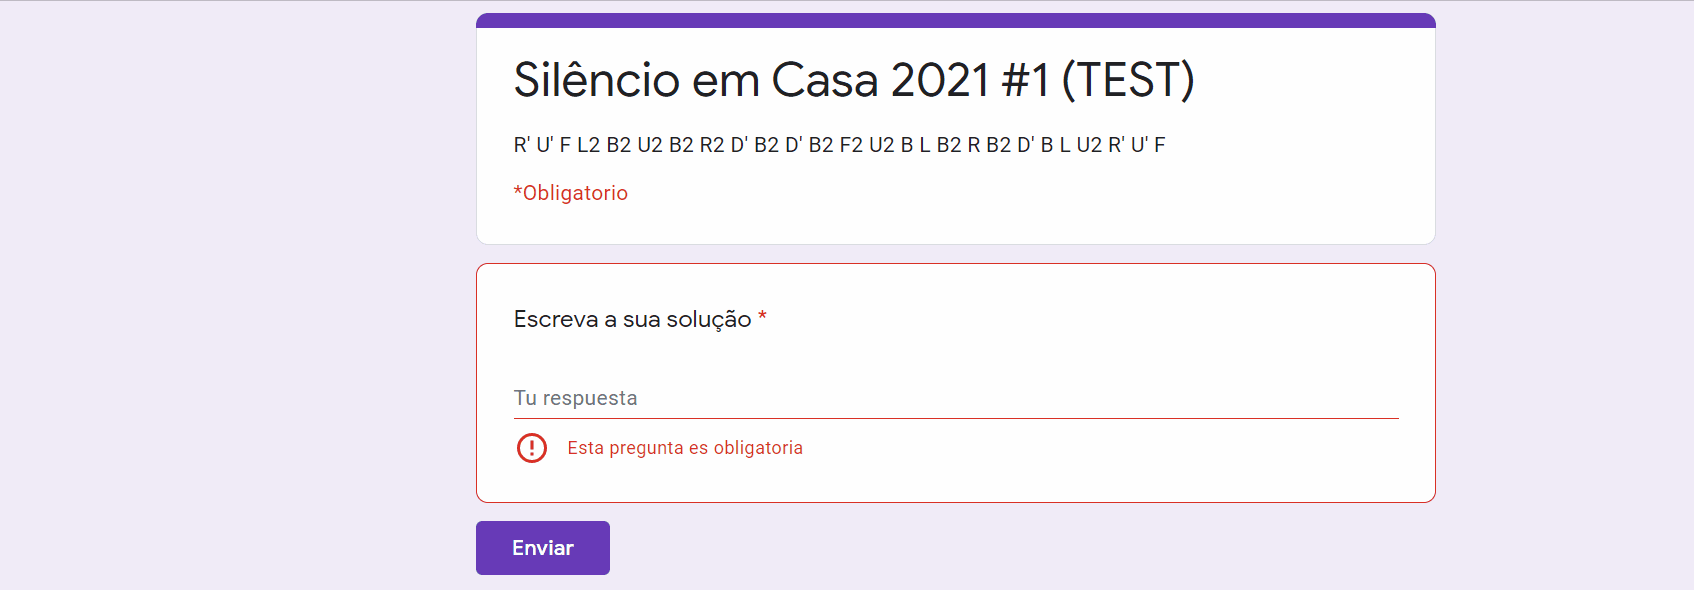 Silêncio em Casa 2021 #1 (TEST)
R' U' F L2 B2 U2 B2 R2 D' B2 D' B2 F2 U2 B L B2 R B2 D' B L U2 R' U' F
*Obligatorio
Escreva a sua solução *
Tu respuesta
Esta pregunta es obligatoria
Enviar